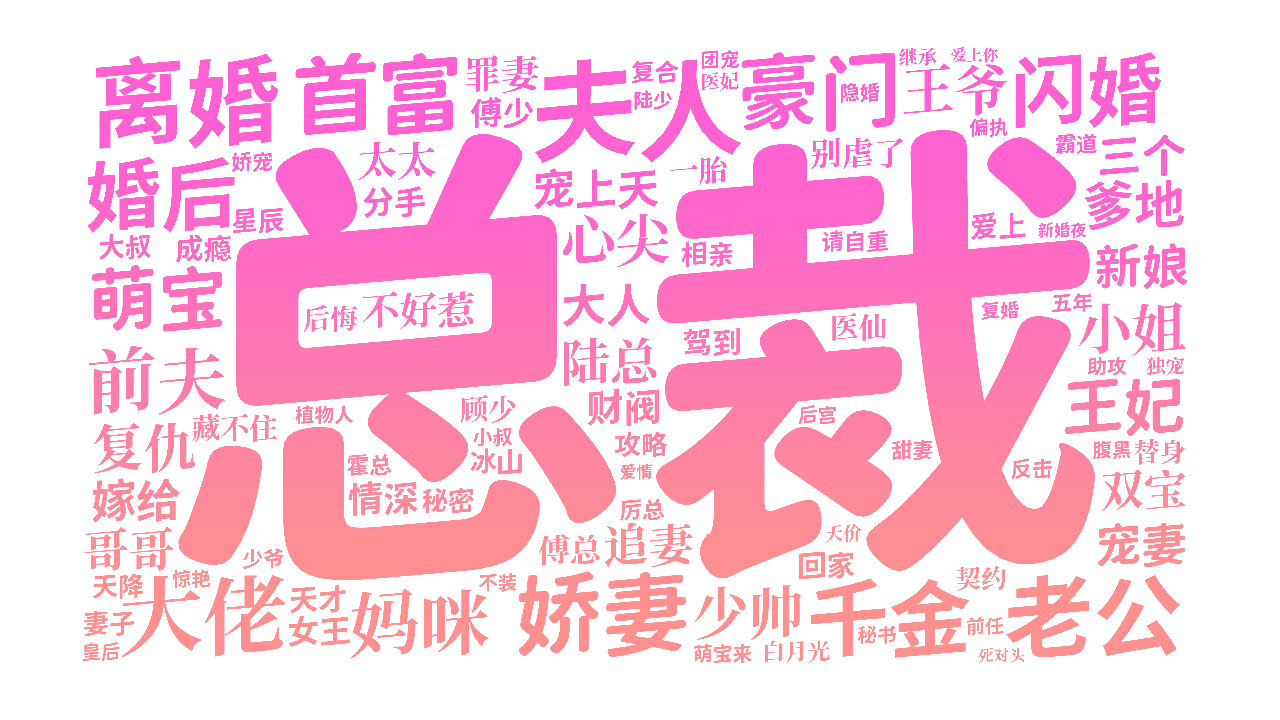 离婚
首富
罪妻
傅少
夫人
复合
陆少
团宠
医妃
豪门
隐婚
继承
爱上你
王爷
偏执
闪婚
婚后
娇宠
太太
分手
宠上天
一胎
别虐了
霸道
三个
爹地
星辰
大叔
成瘾
总裁
心尖
相亲
请自重
爱上
新婚夜
新娘
萌宝
后悔
不好惹
大人
驾到
医仙
复婚
五年
小姐
前夫
陆总
助攻
独宠
植物人
顾少
财阀
后宫
王妃
藏不住
复仇
小叔
冰山
攻略
爱情
甜妻
腹黑
替身
霍总
反击
嫁给
情深
秘密
厉总
双宝
哥哥
少爷
傅总
追妻
天价
宠妻
天降
惊艳
不装
回家
契约
妻子
皇后
大佬
天才
女王
妈咪
娇妻
少帅
萌宝来
白月光
千金
秘书
前任
死对头
老公